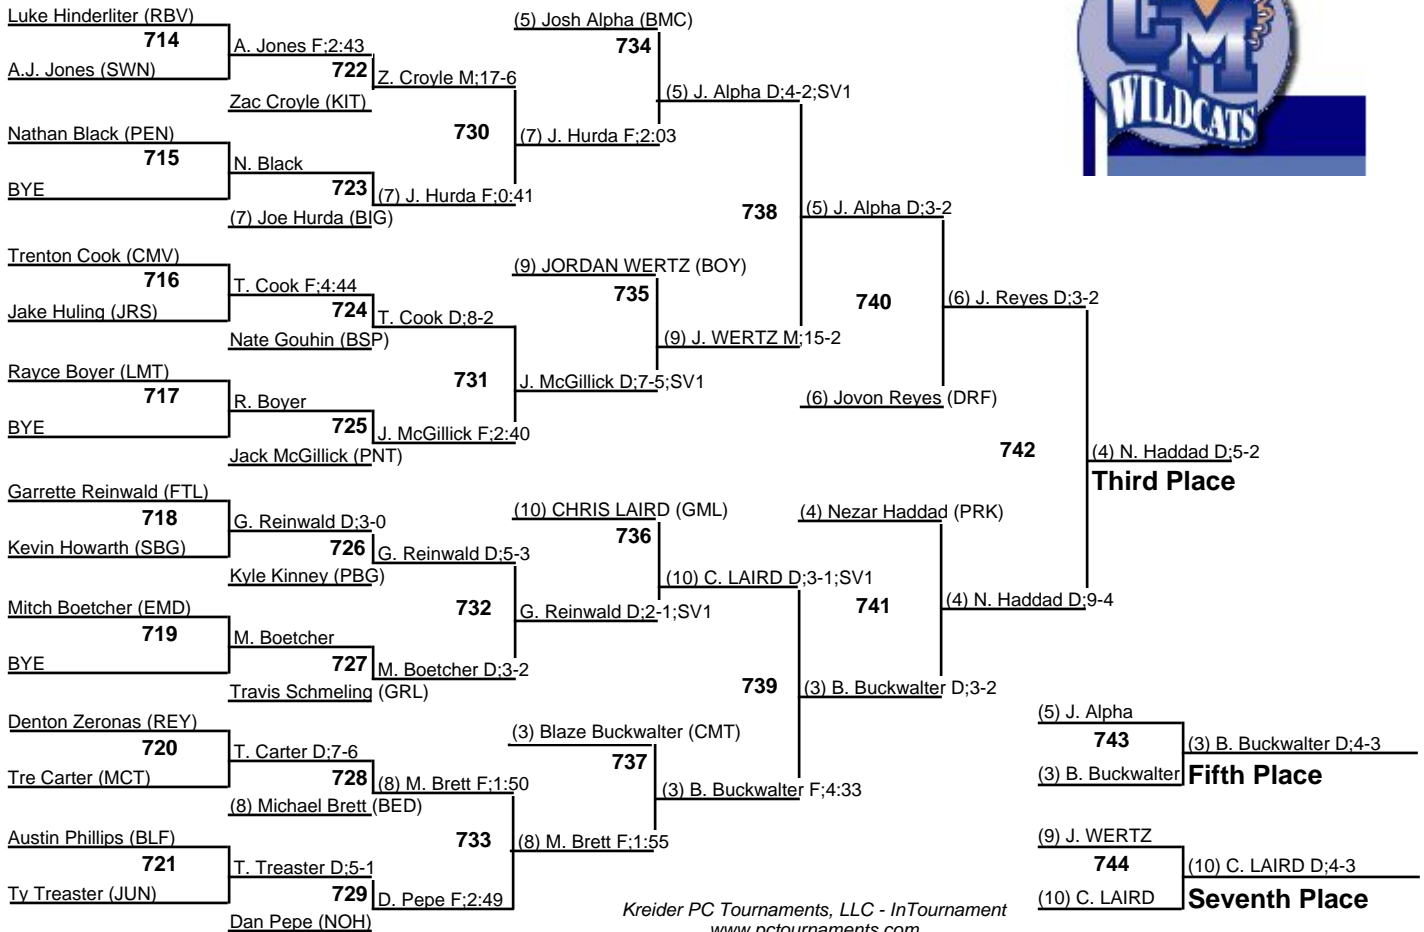 Luke Hinderliter (RBV)
714
A.J. Jones (SWN)
A. Jones F;2:43
722
Zac Croyle (KIT)
Z. Croyle M;17-6
Nathan Black (PEN)
715
BYE
N. Black
723
(7) Joe Hurda (BIG)
(7) J. Hurda F;0:41
730
(7) J. Hurda F;2:03
(5) Josh Alpha (BMC)
734
(5) J. Alpha D;4-2;SV1
Trenton Cook (CMV)
716
Jake Huling (JRS)
T. Cook F;4:44
724
Nate Gouhin (BSP)
T. Cook D;8-2
Rayce Boyer (LMT)
717
BYE
R. Boyer
725
Jack McGillick (PNT)
J. McGillick F;2:40
731
J. McGillick D;7-5;SV1
(9) JORDAN WERTZ (BOY)
735
(9) J. WERTZ M;15-2
738
(5) J. Alpha D;3-2
740
(6) Jovon Reyes (DRF)
(6) J. Reyes D;3-2
Garrette Reinwald (FTL)
718
Kevin Howarth (SBG)
G. Reinwald D;3-0
726
Kyle Kinney (PBG)
G. Reinwald D;5-3
Mitch Boetcher (EMD)
719
BYE
M. Boetcher
727
Travis Schmeling (GRL)
M. Boetcher D;3-2
732
G. Reinwald D;2-1;SV1
(10) CHRIS LAIRD (GML)
736
(10) C. LAIRD D;3-1;SV1
Denton Zeronas (REY)
720
Tre Carter (MCT)
T. Carter D;7-6
728
(8) Michael Brett (BED)
(8) M. Brett F;1:50
Austin Phillips (BLF)
721
Ty Treaster (JUN)
T. Treaster D;5-1
729
Dan Pepe (NOH)
D. Pepe F;2:49
733
(8) M. Brett F;1:55
(3) Blaze Buckwalter (CMT)
737
(3) B. Buckwalter F;4:33
739
(3) B. Buckwalter D;3-2
(4) Nezar Haddad (PRK)
741
(4) N. Haddad D;9-4
742
(4) N. Haddad D;5-2
Third Place
(5) J. Alpha
743
(3) B. Buckwalter
(3) B. Buckwalter D;4-3
Fifth Place
(9) J. WERTZ
744
(10) C. LAIRD
(10) C. LAIRD D;4-3
Seventh Place
CM
WILDCATS
Kreider PC Tournaments, LLC - InTournament
www.pctournaments.com